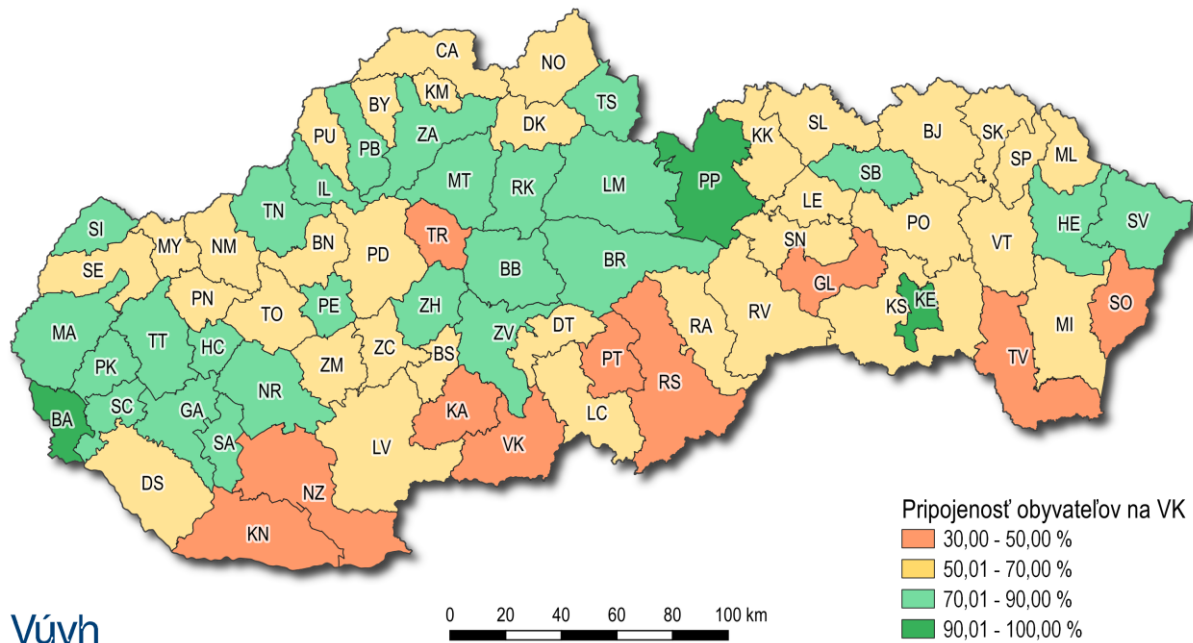 CA
NO
TS
KM
BY
DK
PU
PB
ZA
KK
SL
BJ
SK
SP
ML
SB
PP
IL
MT
RK
LM
TN
LE
PO
HE
SV
SI
MY
NM
BN
TR
PD
SN
VT
SE
BB
BR
GL
PN
TO
PE
ZH
KS
KE
SO
MA
TT
HC
ZV
DT
RA
RV
MI
PK
ZM
ZC
BS
PT
TV
RS
SC
GA
NR
BA
KA
LC
SA
LV
VK
DS
NZ
KN
Pripojenosť obyvateľov na VK
30,00 - 50,00 %
50,01 - 70,00 %
70,01 - 90,00 %
90,01 - 100,00 %
0 20 40 60 80 100 km
Vúvh